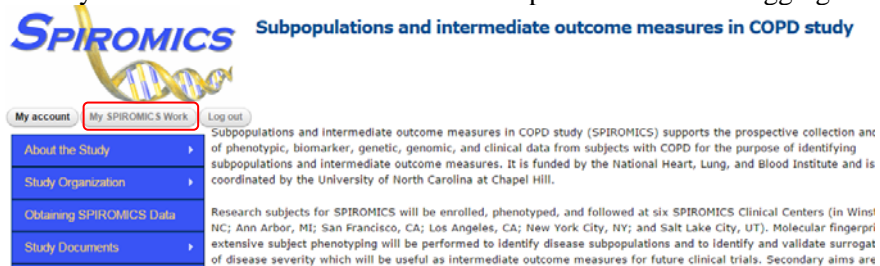 SPIROMICS
Subpopulations and intermediate outcome measures in COPD study
My account
My SPIROMICS Work
Log out
About the Study
Study Organization
Obtaining SPIROMICS Data
Study Documents
Subpopulations and intermediate outcome measures in COPD study (SPIROMICS) supports the prospective collection and
of phenotypic, biomarker, genetic, genomic, and clinical data from subjects with COPD for the purpose of identifying
subpopulations and intermediate outcome measures. It is funded by the National Heart, Lung, and Blood Institute and is
coordinated by the University of North Carolina at Chapel Hill.
Research subjects for SPIROMICS will be enrolled, phenotyped, and followed at six SPIROMICS Clinical Centers (in Winst
NC; Ann Arbor, MI; San Francisco, CA; Los Angeles, CA; New York City, NY; and Salt Lake City, UT). Molecular fingerpri
extensive subject phenotyping will be performed to identify disease subpopulations and to identify and validate surrogat
of disease severity which will be useful as intermediate outcome measures for future clinical trials. Secondary aims are